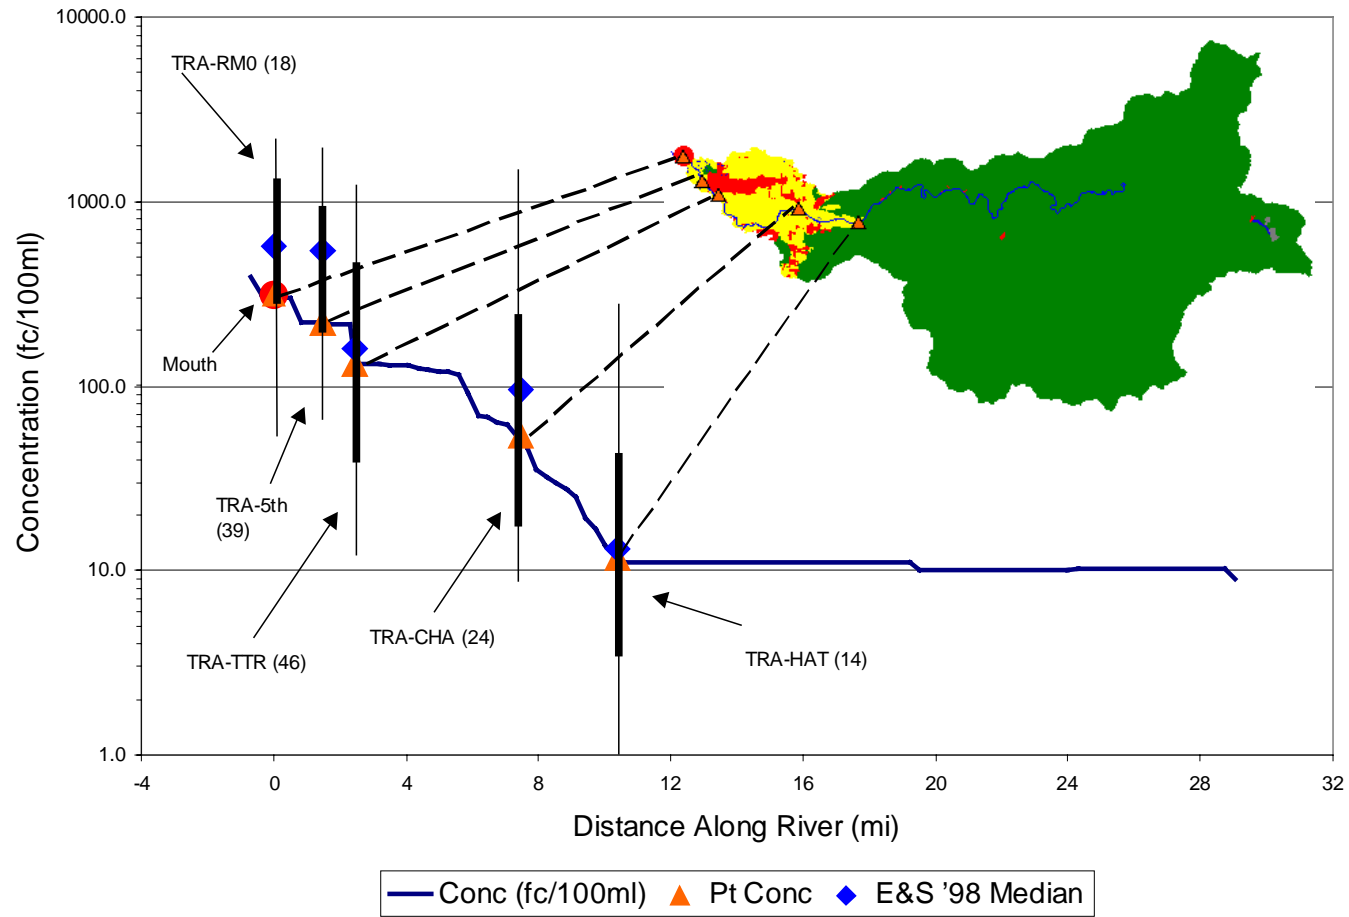 10000.0
1000.0
100.0
10.0
1.0
Concentration (fc/100ml)
TRA-RM0 (18)
Mouth
TRA-5th
(39)
TRA-TTR (46)
TRA-CHA (24)
TRA-HAT (14)
-4 0 4 8 12 16 20 24 28 32
Distance Along River (mi)
Conc (fc/100ml) Pt Conc E&S '98 Median